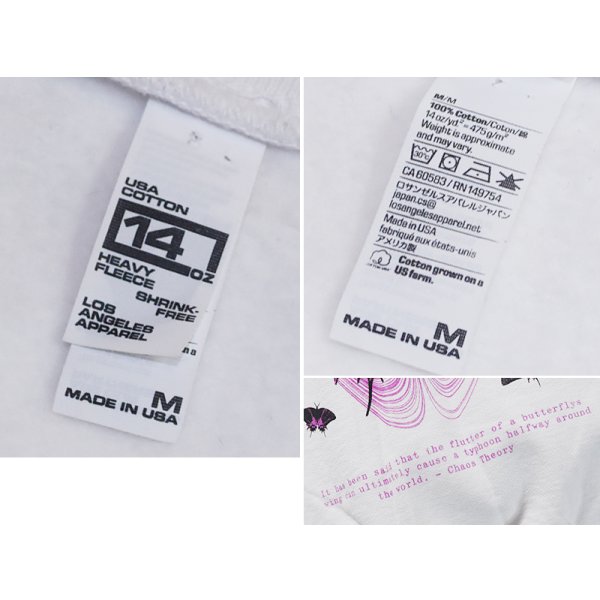 USA
COTTON
14
OZ
HEAVY
FLEECE
SHRINK-
FREE
LOS
ANGELES
APPAREL
n a
M
MADE IN USA
M/M
100% Cotton/Coton/綿
14 oz/yd² = 475 g/m²
Weight is approximate
and may vary.
30°C
CA 60583 / RN 149754
ロサンゼルスアパレルジャパン
japan.cs@
losangelesapparel.net
Made in USA
fabriqué aux états-unis
アメリカ製
Cotton grown on a
US farm.
M
MADE IN USA
It has been said that the flutter of a butterflys
wing can ultimately cause a typhoon halfway around
the world. - Chaos Theory